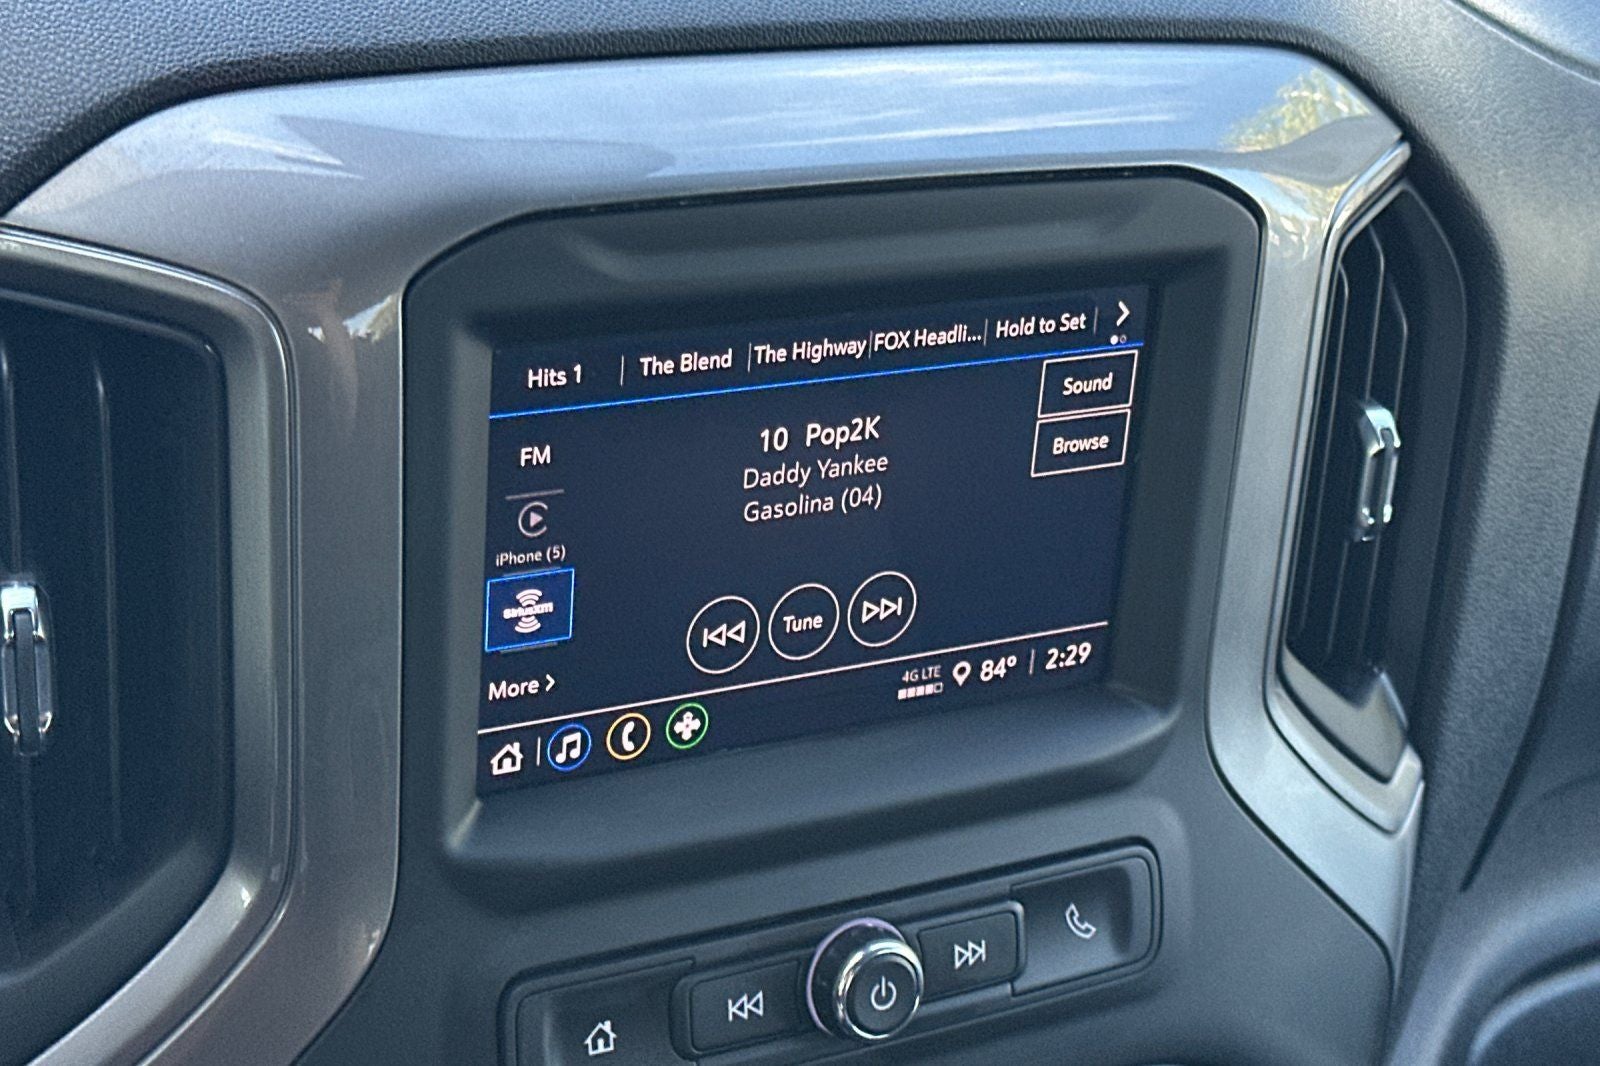 Hits 1 | The Blend | The Highway | FOX Headli... | Hold to Set
Sound
Browse
FM
10 Pop2K
Daddy Yankee
Gasolina (04)
iPhone (5)
SiriusXM
Tune
More
4G LTE
84° | 2:29